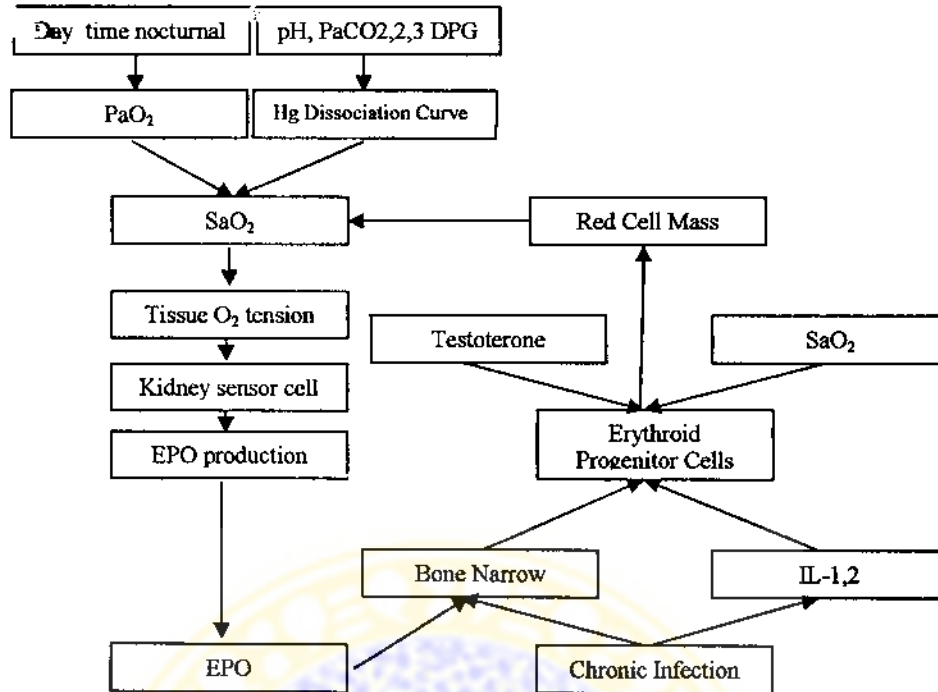 Day time nocturnal
pH, PaCO2,2,3 DPG
PaO₂
Hg Dissociation Curve
SaO₂
Red Cell Mass
Tissue O₂ tension
Testoterone
SaO₂
Kidney sensor cell
Erythroid
Progenitor Cells
EPO production
Bone Narrow
IL-1,2
EPO
Chronic Infection